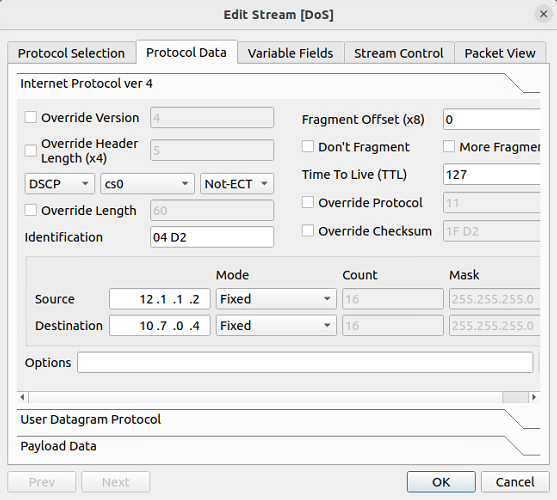 Edit Stream [DoS]
Protocol Selection Protocol Data Variable Fields Stream Control Packet View
Internet Protocol ver 4
Override Version 4 Fragment Offset (x8) 0
Override Header Length (x4) 5 Don't Fragment More Fragmen
DSCP cs0 Not-ECT Time To Live (TTL) 127
Override Length 60 Override Protocol 11
Identification 04 D2 Override Checksum 1F D2
Mode Count Mask
Source 12 .1 .1 .2 Fixed 16 255.255.255.0
Destination 10 .7 .0 .4 Fixed 16 255.255.255.0
Options
User Datagram Protocol
Payload Data
Prev Next OK Cancel